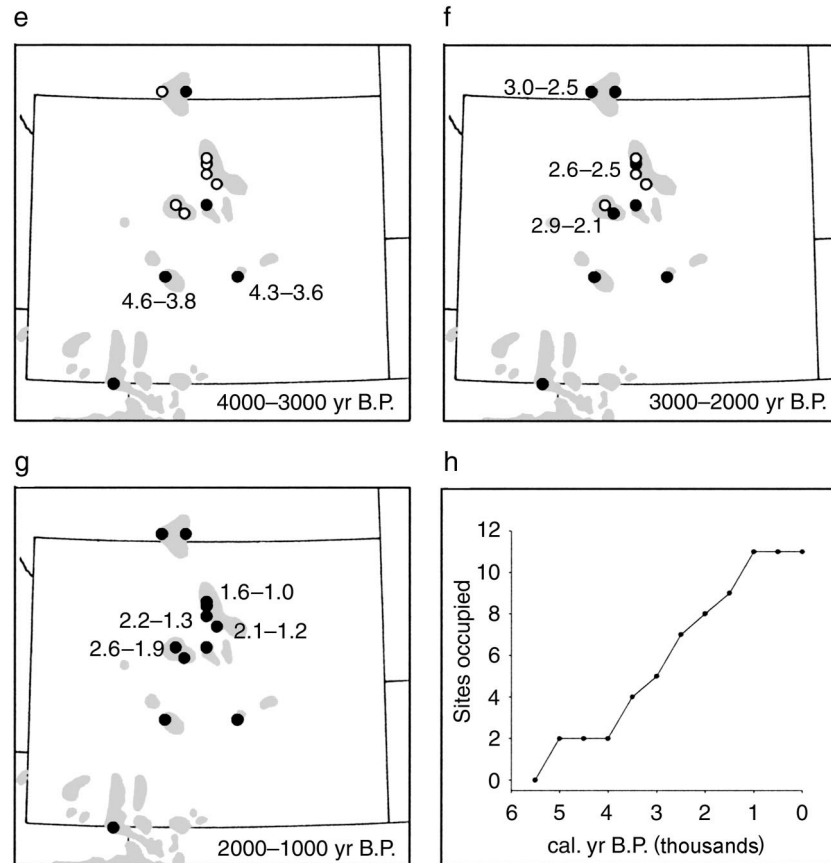 e
4.6–3.8
4.3–3.6
4000–3000 yr B.P.
f
3.0–2.5
2.6–2.5
2.9–2.1
3000–2000 yr B.P.
g
1.6–1.0
2.2–1.3
2.1–1.2
2.6–1.9
2000–1000 yr B.P.
h
12
10
8
6
4
2
0
Sites occupied
6 5 4 3 2 1 0
cal. yr B.P. (thousands)